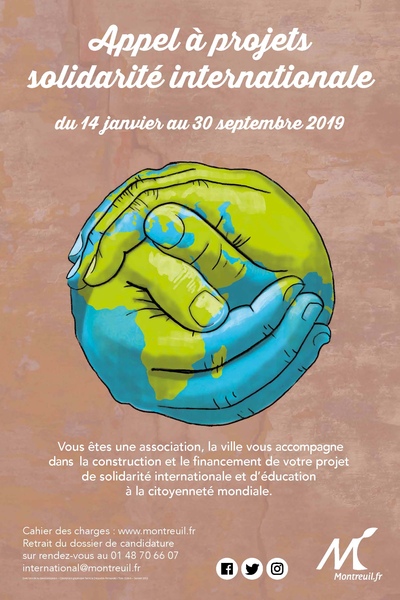 Appel à projets
solidarité internationale
du 14 janvier au 30 septembre 2019
Vous êtes une association, la ville vous accompagne
dans la construction et le financement de votre projet
de solidarité internationale et d’éducation
à la citoyenneté mondiale.
Cahier des charges : www.montreuil.fr
Retrait du dossier de candidature
sur rendez-vous au 01 48 70 66 07
international@montreuil.fr
Montreuil.fr